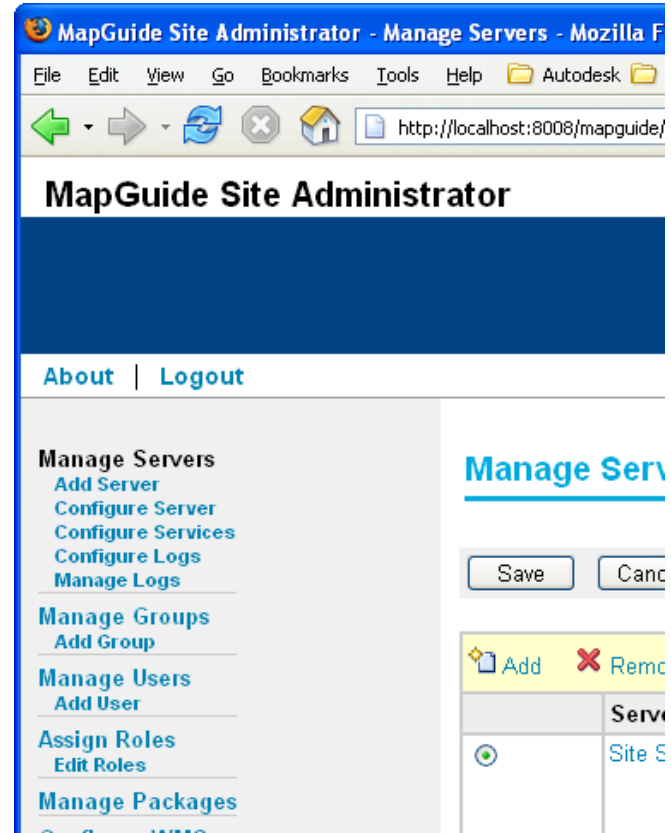 MapGuide Site Administrator - Manage Servers - Mozilla F
File Edit View Go Bookmarks Tools Help Autodesk
http://localhost:8008/mapguide/
MapGuide Site Administrator
About | Logout
Manage Servers
Add Server
Configure Server
Configure Services
Configure Logs
Manage Logs
Manage Groups
Add Group
Manage Users
Add User
Assign Roles
Edit Roles
Manage Packages
Manage Serv
Save Canc
Add Remo
Serve
Site S